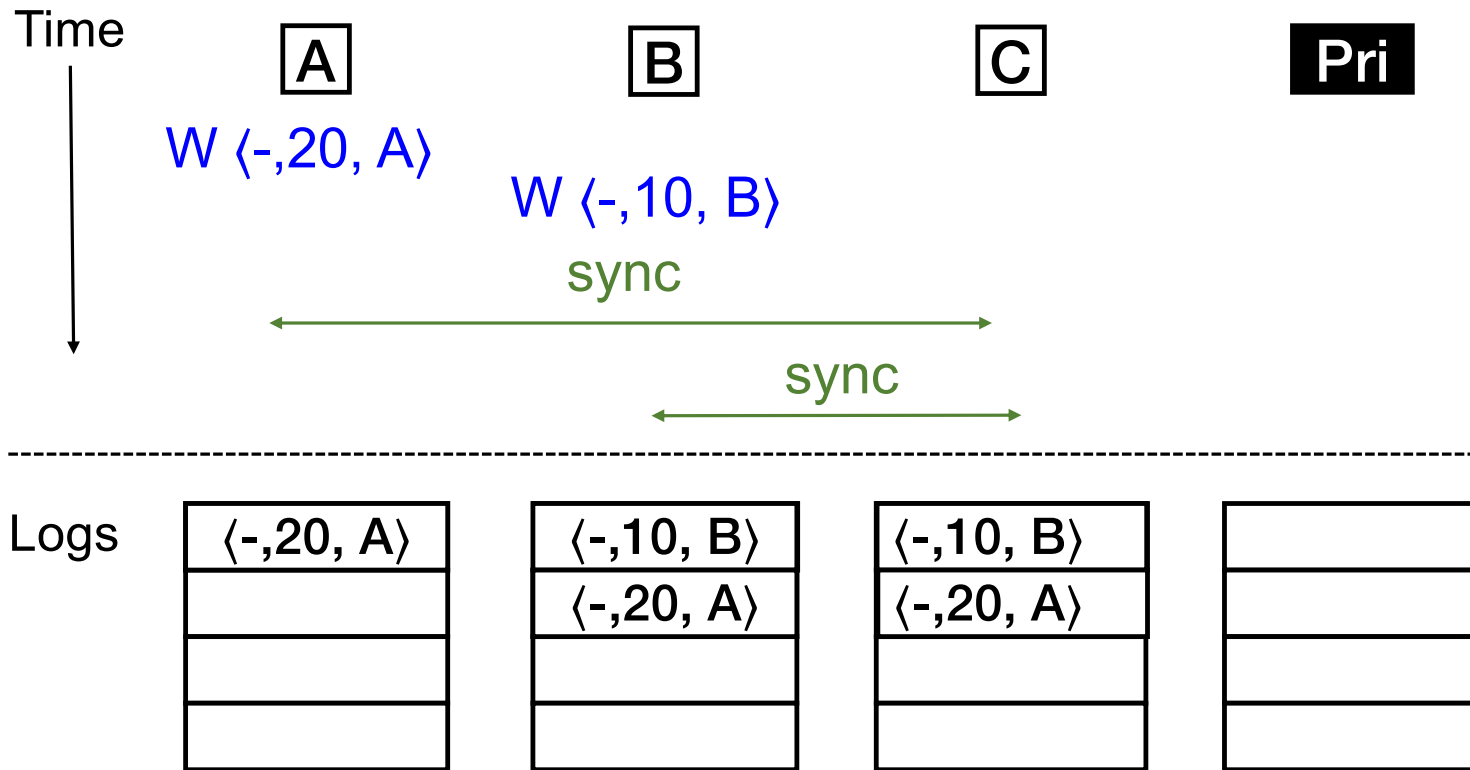 Time A B C Pri
W ⟨-,20, A⟩
W ⟨-,10, B⟩
sync
sync
Logs ⟨-,20, A⟩ ⟨-,10, B⟩ ⟨-,10, B⟩
⟨-,20, A⟩ ⟨-,20, A⟩